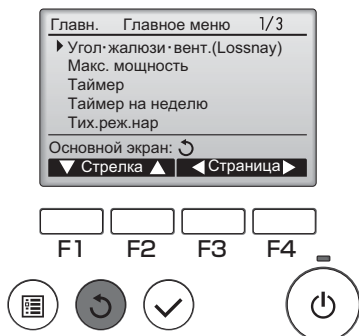 Главн. Главное меню 1/3
Угол·жалюзи·вент.(Lossnay)
Макс. мощность
Таймер
Таймер на неделю
Тих.реж.нар
Основной экран:
Стрелка Страница
F1 F2 F3 F4